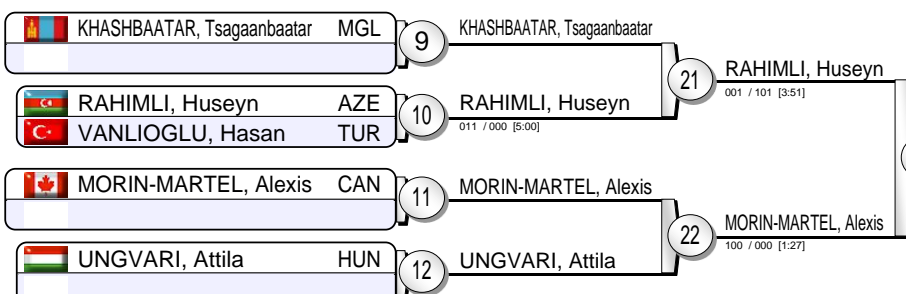 KHASHBAATAR, Tsagaanbaatar MGL
9
KHASHBAATAR, Tsagaanbaatar
21
RAHIMLI, Huseyn
001 / 101 [3:51]
RAHIMLI, Huseyn AZE
VANLIOGLU, Hasan TUR
10
RAHIMLI, Huseyn
011 / 000 [5:00]
MORIN-MARTEL, Alexis CAN
11
MORIN-MARTEL, Alexis
22
MORIN-MARTEL, Alexis
100 / 000 [1:27]
UNGVARI, Attila HUN
12
UNGVARI, Attila